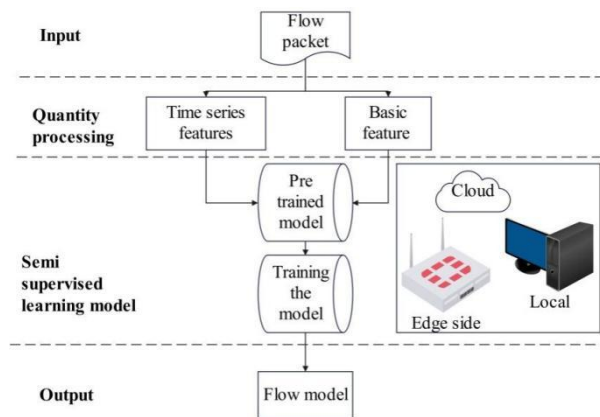 Input
Flow
packet
Quantity
processing
Time series
features
Basic
feature
Pre
trained
model
Semi
supervised
learning model
Training
the
model
Cloud
Edge side
Local
Output
Flow model